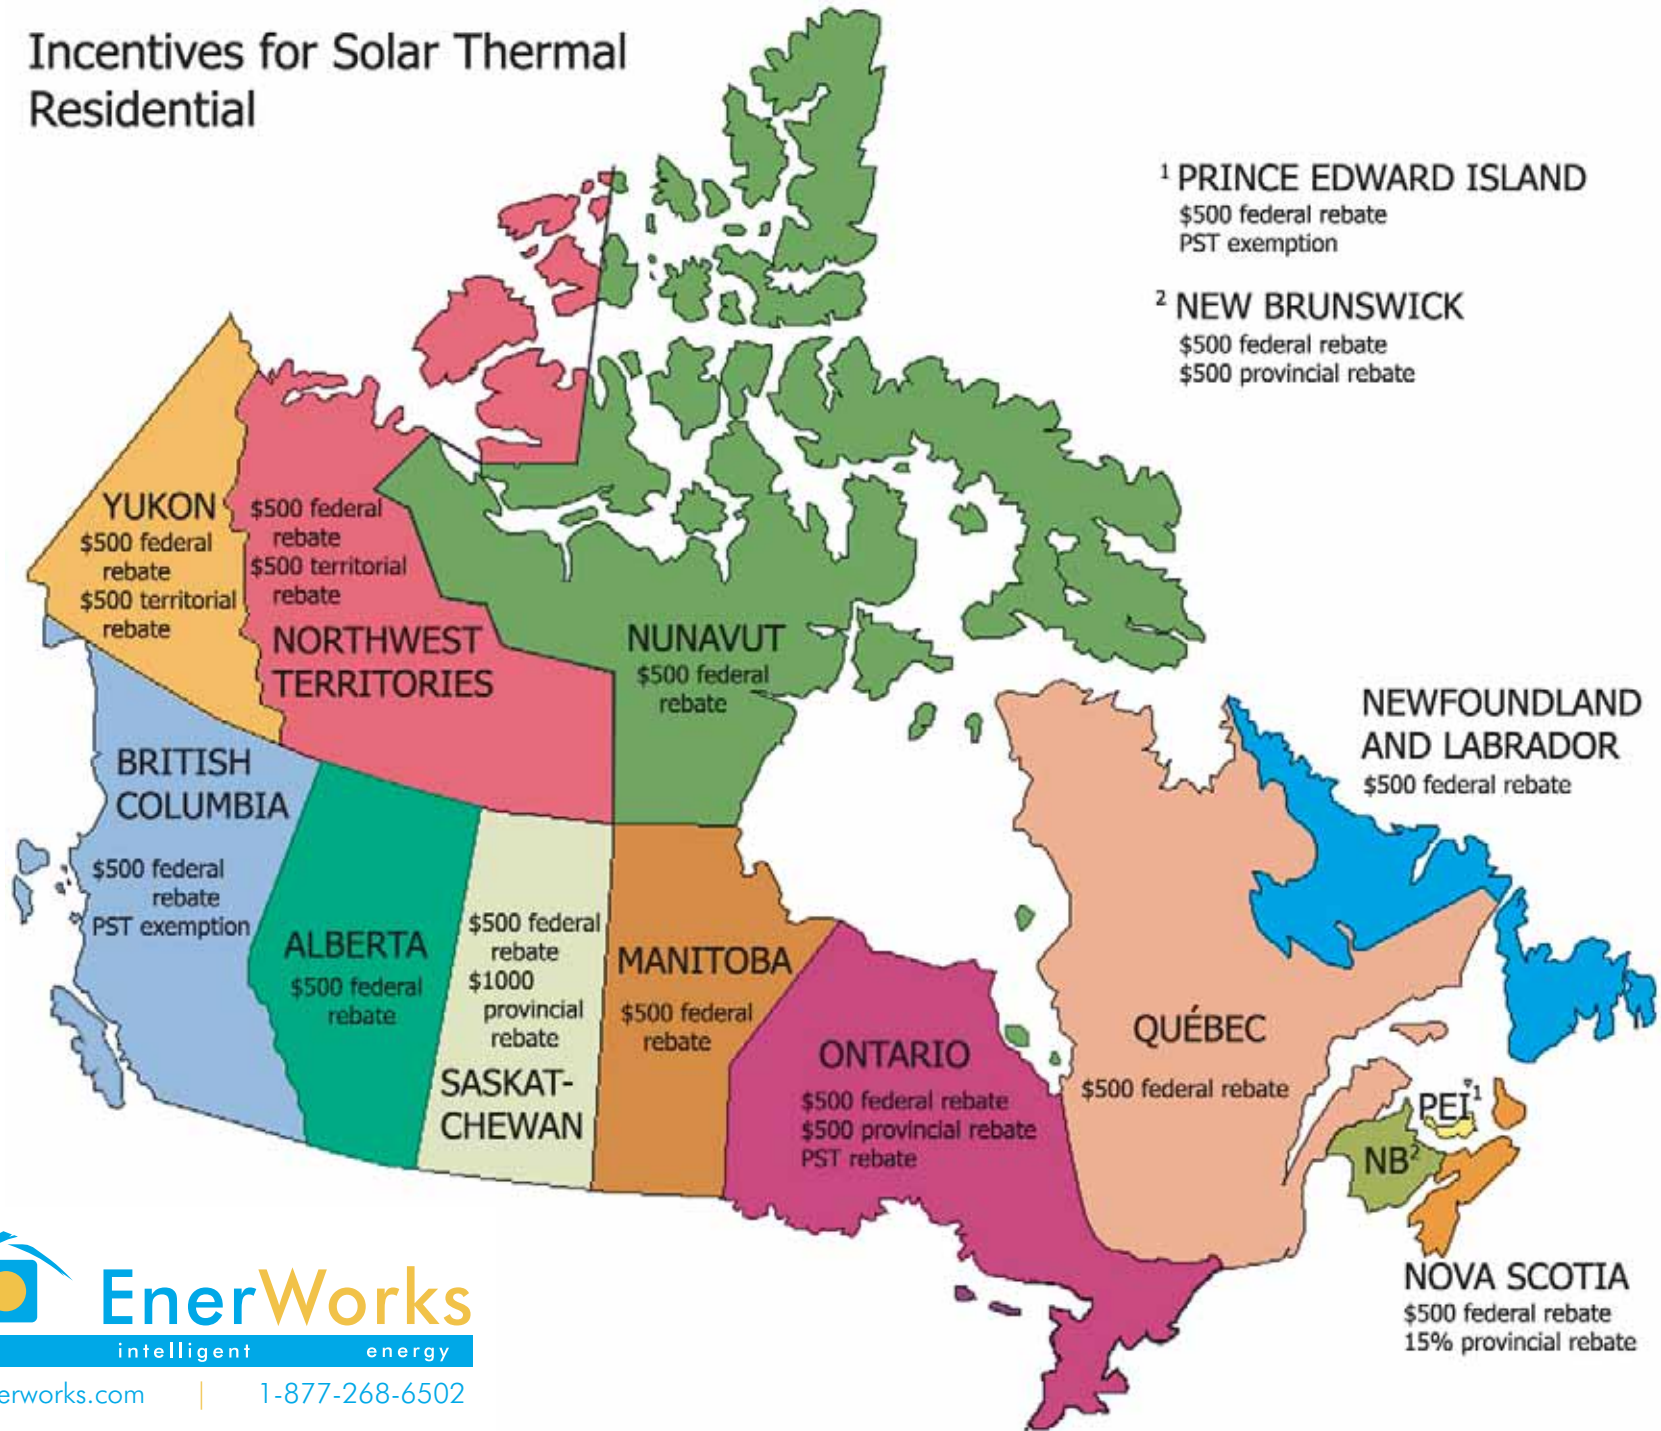 Incentives for Solar Thermal
Residential
¹ PRINCE EDWARD ISLAND
$500 federal rebate
PST exemption
² NEW BRUNSWICK
$500 federal rebate
$500 provincial rebate
YUKON
$500 federal
rebate
$500 territorial
rebate
$500 federal
rebate
$500 territorial
rebate
NORTHWEST
TERRITORIES
NUNAVUT
$500 federal
rebate
NEWFOUNDLAND
AND LABRADOR
$500 federal rebate
BRITISH
COLUMBIA
$500 federal
rebate
PST exemption
ALBERTA
$500 federal
rebate
$500 federal
rebate
$1000
provincial
rebate
SASKAT-
CHEWAN
MANITOBA
$500 federal
rebate
ONTARIO
$500 federal rebate
$500 provincial rebate
PST rebate
QUÉBEC
$500 federal rebate
PEI¹
NB²
NOVA SCOTIA
$500 federal rebate
15% provincial rebate
EnerWorks
intelligent energy
erworks.com | 1-877-268-6502